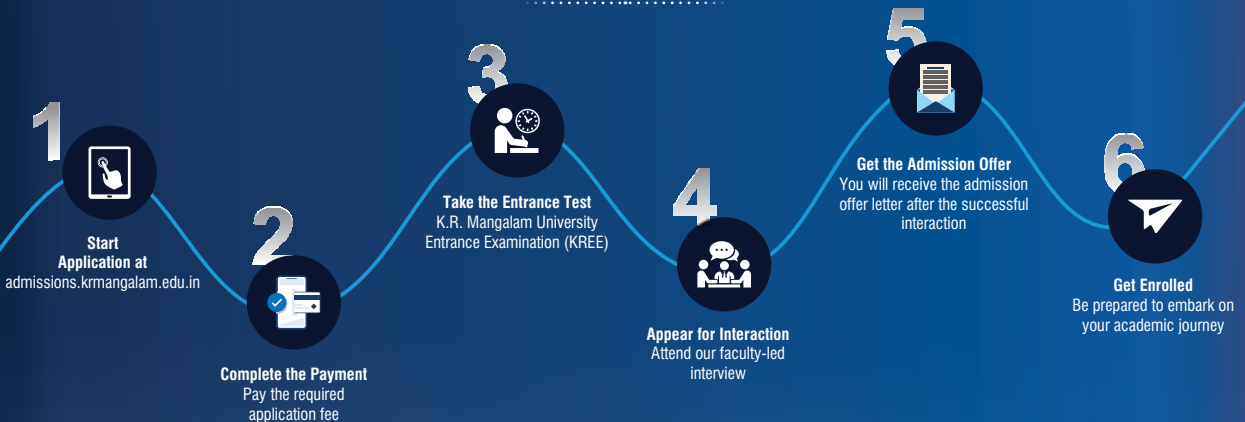 1
Start
Application at
admissions.krmangalam.edu.in
2
Complete the Payment
Pay the required
application fee
3
Take the Entrance Test
K.R. Mangalam University
Entrance Examination (KREE)
4
Appear for Interaction
Attend our faculty-led
interview
5
Get the Admission Offer
You will receive the admission
offer letter after the successful
interaction
6
Get Enrolled
Be prepared to embark on
your academic journey